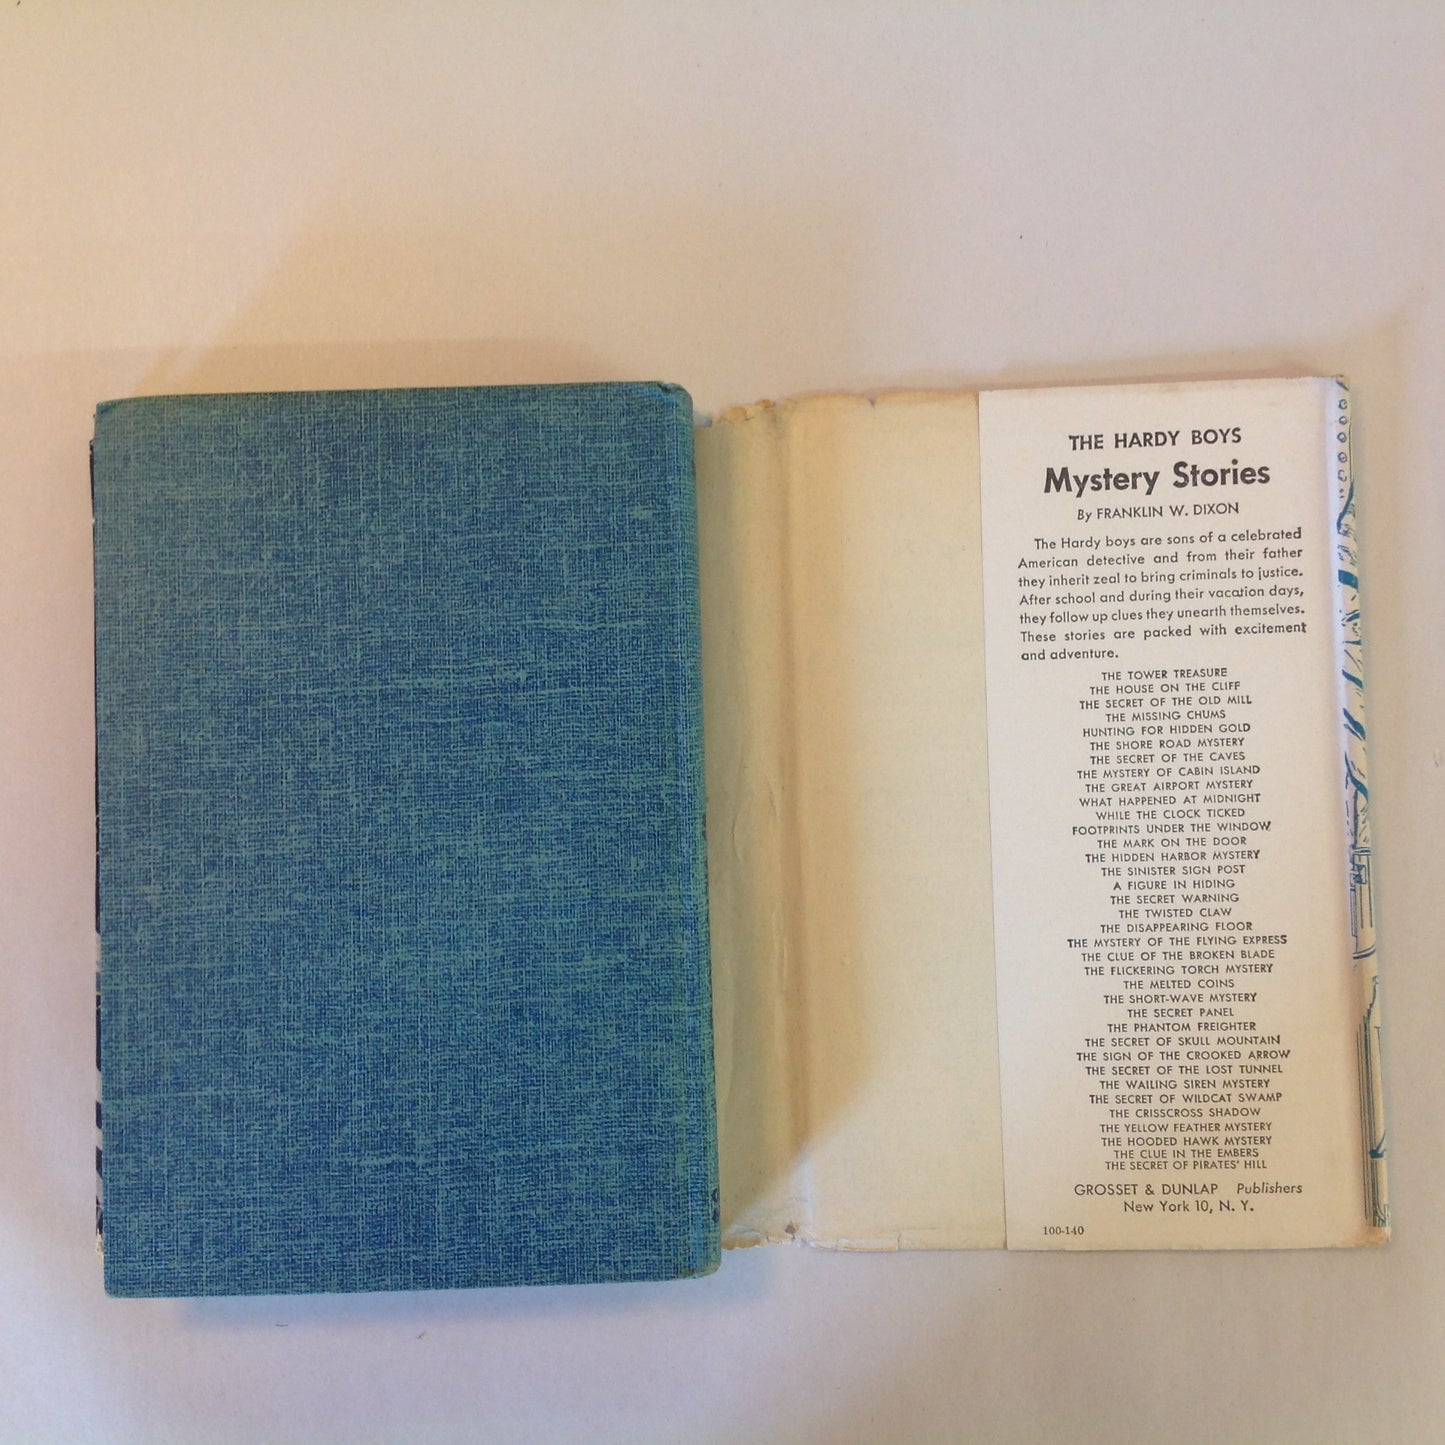 THE HARDY BOYS
Mystery Stories
By FRANKLIN W. DIXON
The Hardy boys are sons of a celebrated
American detective and from their father
they inherit zeal to bring criminals to justice.
After school and during their vacation days,
they follow up clues they unearth themselves.
These stories are packed with excitement
and adventure.
THE TOWER TREASURE
THE HOUSE ON THE CLIFF
THE SECRET OF THE OLD MILL
THE MISSING CHUMS
HUNTING FOR HIDDEN GOLD
THE SHORE ROAD MYSTERY
THE SECRET OF THE CAVES
THE MYSTERY OF CABIN ISLAND
THE GREAT AIRPORT MYSTERY
WHAT HAPPENED AT MIDNIGHT
WHILE THE CLOCK TICKED
FOOTPRINTS UNDER THE WINDOW
THE MARK ON THE DOOR
THE HIDDEN HARBOR MYSTERY
THE SINISTER SIGN POST
A FIGURE IN HIDING
THE SECRET WARNING
THE TWISTED CLAW
THE DISAPPEARING FLOOR
THE MYSTERY OF THE FLYING EXPRESS
THE CLUE OF THE BROKEN BLADE
THE FLICKERING TORCH MYSTERY
THE MELTED COINS
THE SHORT-WAVE MYSTERY
THE SECRET PANEL
THE PHANTOM FREIGHTER
THE SECRET OF SKULL MOUNTAIN
THE SIGN OF THE CROOKED ARROW
THE SECRET OF THE LOST TUNNEL
THE WAILING SIREN MYSTERY
THE SECRET OF WILDCAT SWAMP
THE CRISSCROSS SHADOW
THE YELLOW FEATHER MYSTERY
THE HOODED HAWK MYSTERY
THE CLUE IN THE EMBERS
THE SECRET OF PIRATES' HILL
GROSSET & DUNLAP Publishers
New York 10, N. Y.
100-140